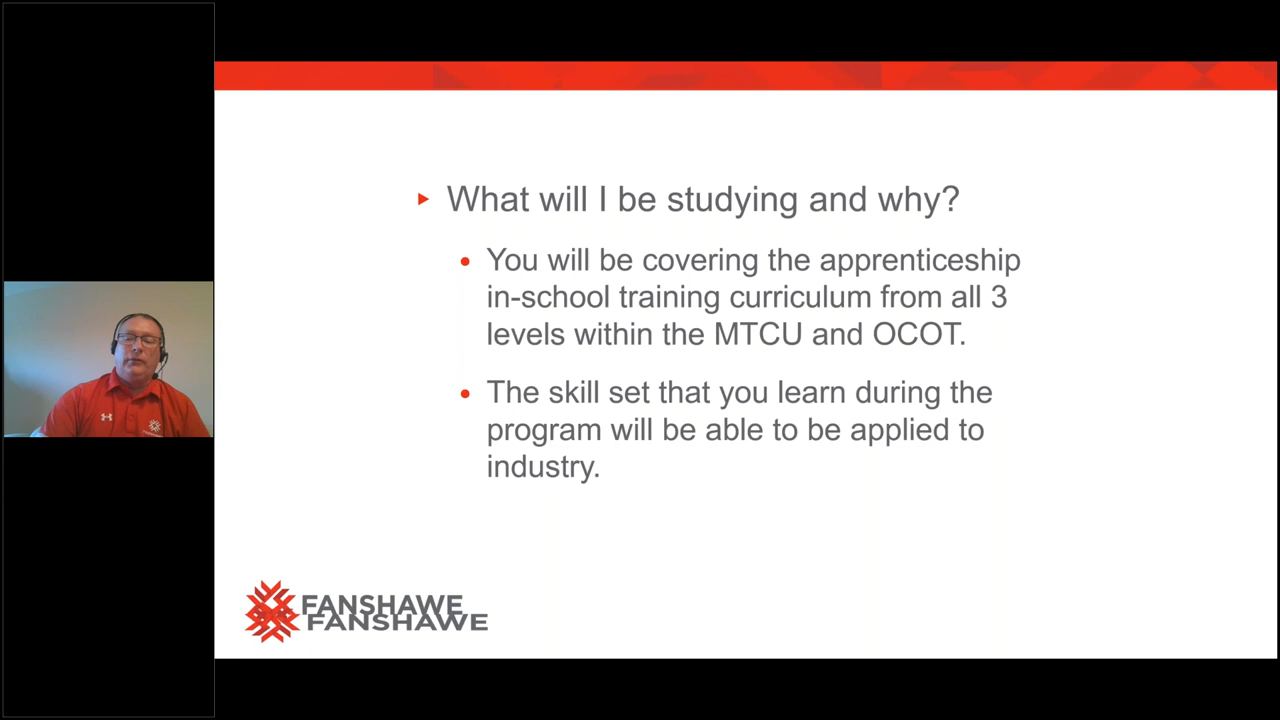 What will I be studying and why?
You will be covering the apprenticeship
in-school training curriculum from all 3
levels within the MTCU and OCOT.
The skill set that you learn during the
program will be able to be applied to
industry.
FANSHAWE
FANSHAWE